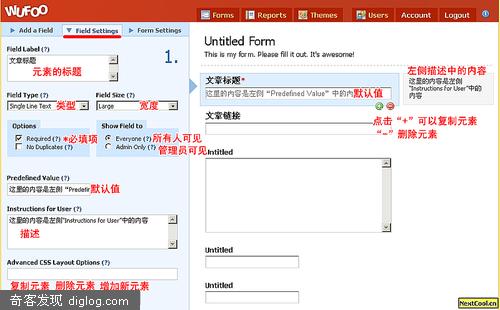 WUFOO
Forms
Reports
Themes
Users
Account
Logout
Add a Field
Field Settings
Form Settings
Field Label (?)
文章标题
元素的标题
1.
Field Type (?)
Field Size (?)
Single Line Text
类型
Large
宽度
Options
Required (?)
*必填项
No Duplicates (?)
Show Field to
Everyone (?)
所有人可见
Admin Only (?)
管理员可见
Predefined Value (?)
这里的内容是左侧“Predefin
默认值
Instructions for User (?)
这里的内容是左侧"Instructions for User"中的内容
描述
Advanced CSS Layout Options (?)
复制元素 删除元素 增加新元素
奇客发现 diglog.com
Untitled Form
This is my form. Please fill it out. It's awesome!
文章标题*
这里的内容是左侧“Predefined Value”中的内
默认值
左侧描述中的内容
这里的内容是左侧
"Instructions for User"中的
内容
点击“+”可以复制元素
“-”删除元素
文章链接
Untitled
Untitled
Untitled
NextCool.cn